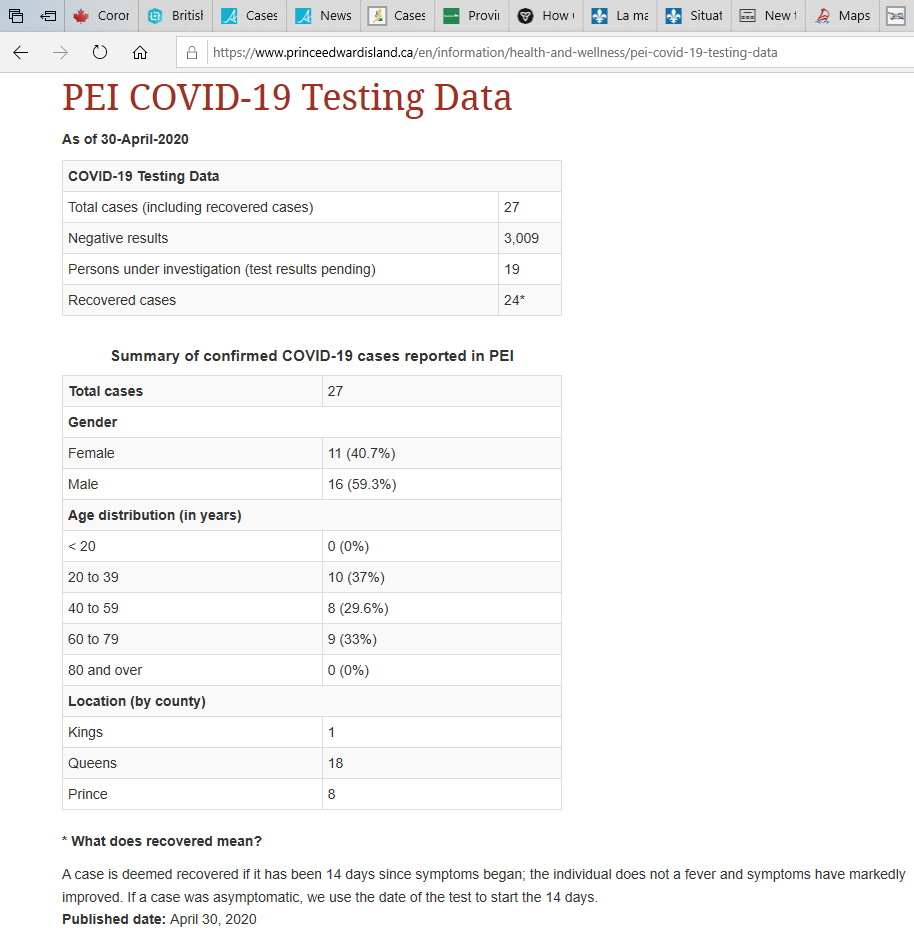 Coror
British
Cases
News
Cases
Provin
How
La ma
Situat
New t
Maps
https://www.princeedwardisland.ca/en/information/health-and-wellness/pei-covid-19-testing-data
PEI COVID-19 Testing Data
As of 30-April-2020
COVID-19 Testing Data
Total cases (including recovered cases) 27
Negative results 3,009
Persons under investigation (test results pending) 19
Recovered cases 24*
Summary of confirmed COVID-19 cases reported in PEI
Total cases 27
Gender
Female 11 (40.7%)
Male 16 (59.3%)
Age distribution (in years)
< 20 0 (0%)
20 to 39 10 (37%)
40 to 59 8 (29.6%)
60 to 79 9 (33%)
80 and over 0 (0%)
Location (by county)
Kings 1
Queens 18
Prince 8
* What does recovered mean?
A case is deemed recovered if it has been 14 days since symptoms began; the individual does not a fever and symptoms have markedly
improved. If a case was asymptomatic, we use the date of the test to start the 14 days.
Published date: April 30, 2020